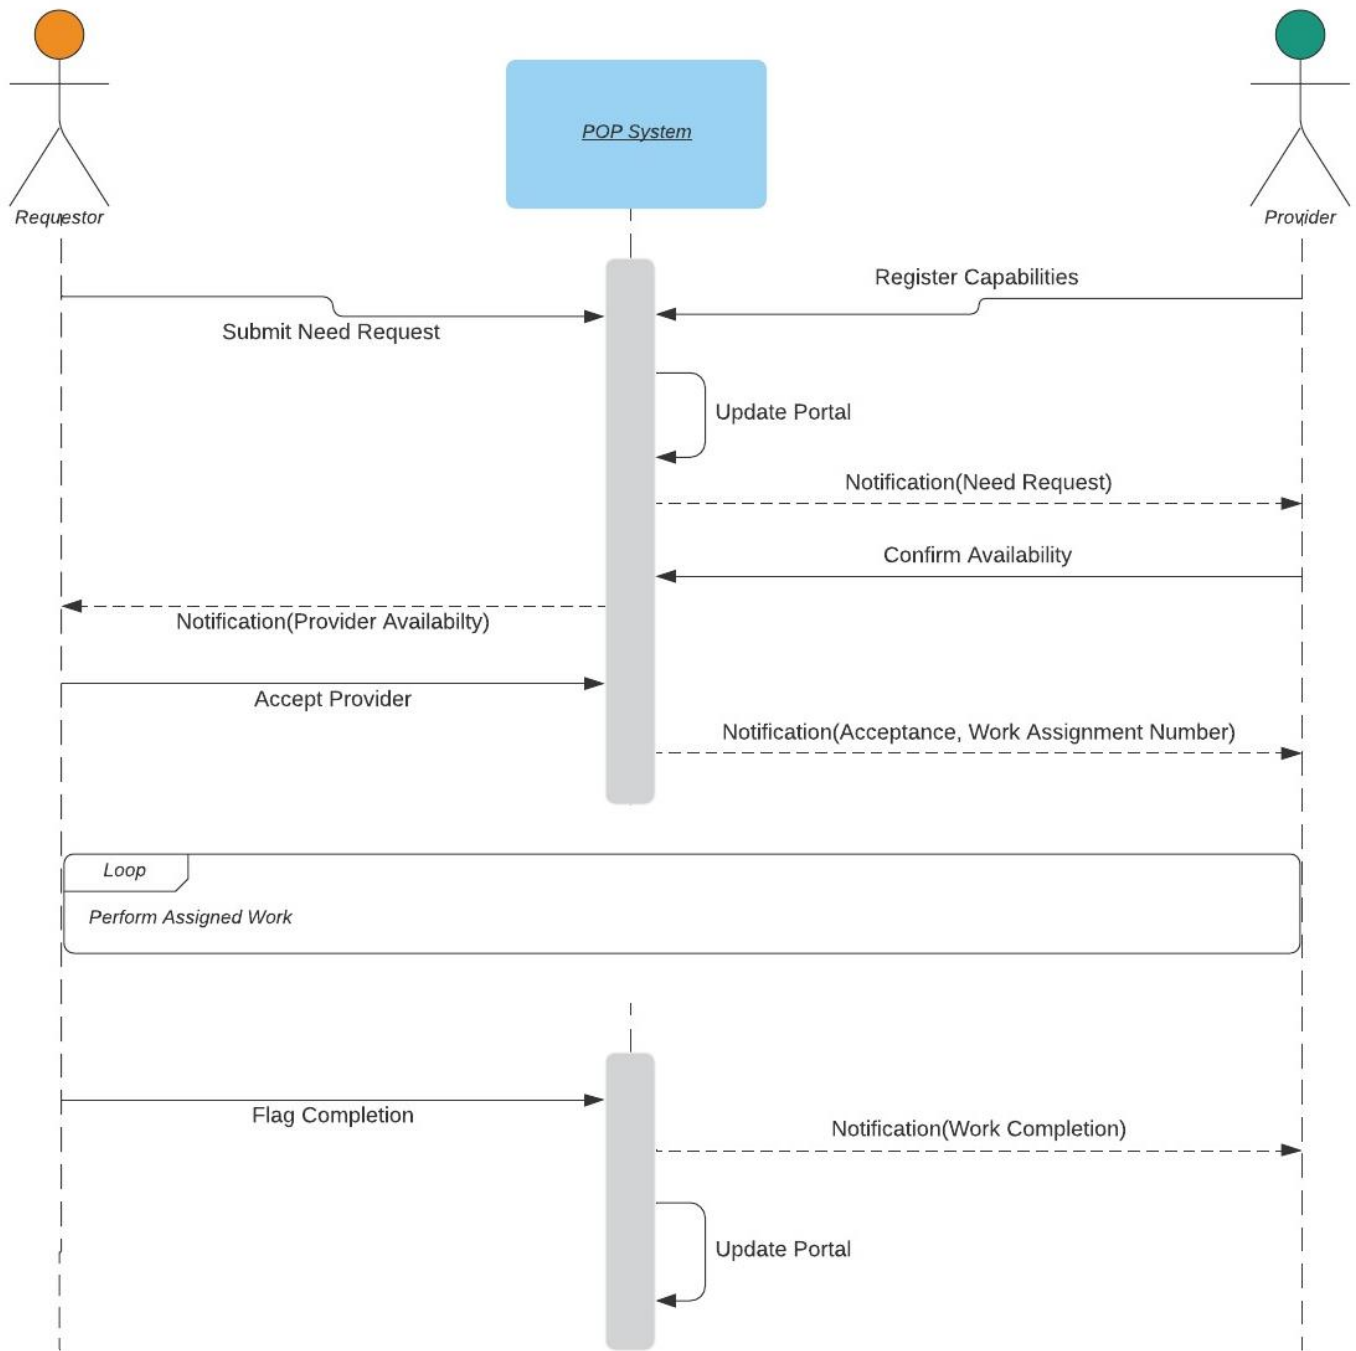 POP System
Requestor
Provider
Register Capabilities
Submit Need Request
Update Portal
Notification(Need Request)
Confirm Availability
Notification(Provider Availabilty)
Accept Provider
Notification(Acceptance, Work Assignment Number)
Loop
Perform Assigned Work
Flag Completion
Notification(Work Completion)
Update Portal